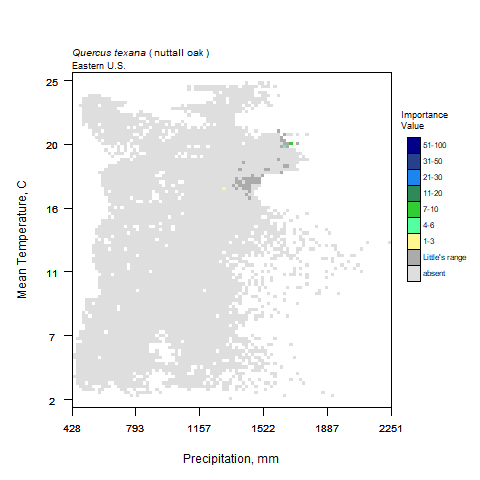 Quercus texana ( nuttall oak )
Eastern U.S.
25
20
16
11
7
2
Mean Temperature, C
428 793 1157 1522 1887 2251
Precipitation, mm
Importance
Value
51-100
31-50
21-30
11-20
7-10
4-6
1-3
Little's range
absent